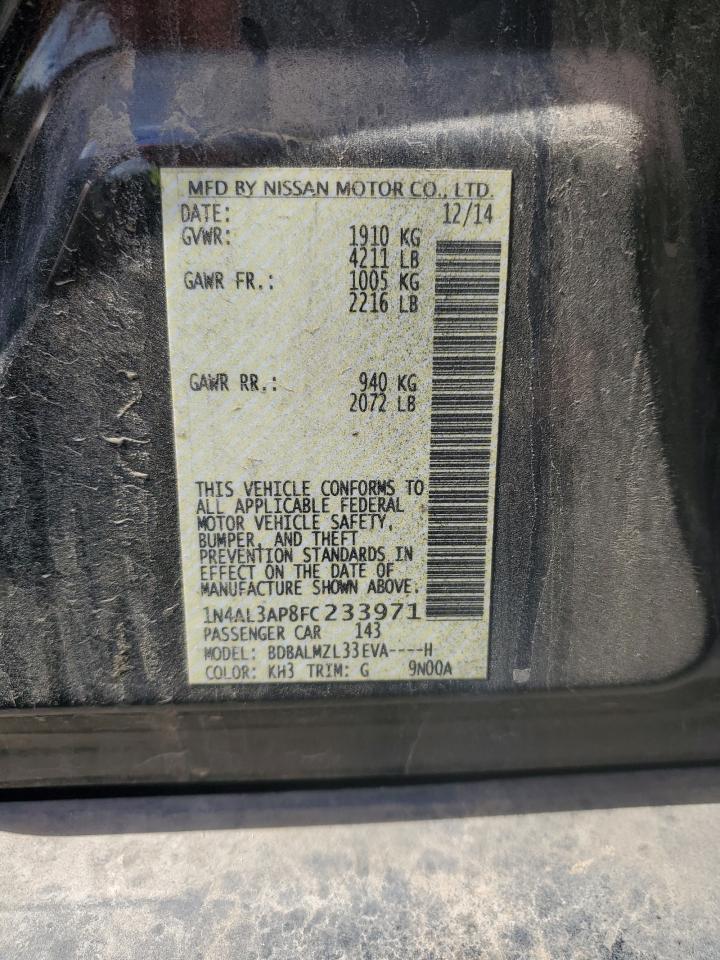 MFD BY NISSAN MOTOR CO., LTD.
DATE: 12/14
GVWR: 1910 KG
4211 LB
GAWR FR.: 1005 KG
2216 LB
GAWR RR.: 940 KG
2072 LB
THIS VEHICLE CONFORMS TO
ALL APPLICABLE FEDERAL
MOTOR VEHICLE SAFETY,
BUMPER, AND THEFT
PREVENTION STANDARDS IN
EFFECT ON THE DATE OF
MANUFACTURE SHOWN ABOVE.
1N4AL3AP8FC233971
PASSENGER CAR 143
MODEL: BDBALMZL33EVA----H
COLOR: KH3 TRIM: G 9N00A